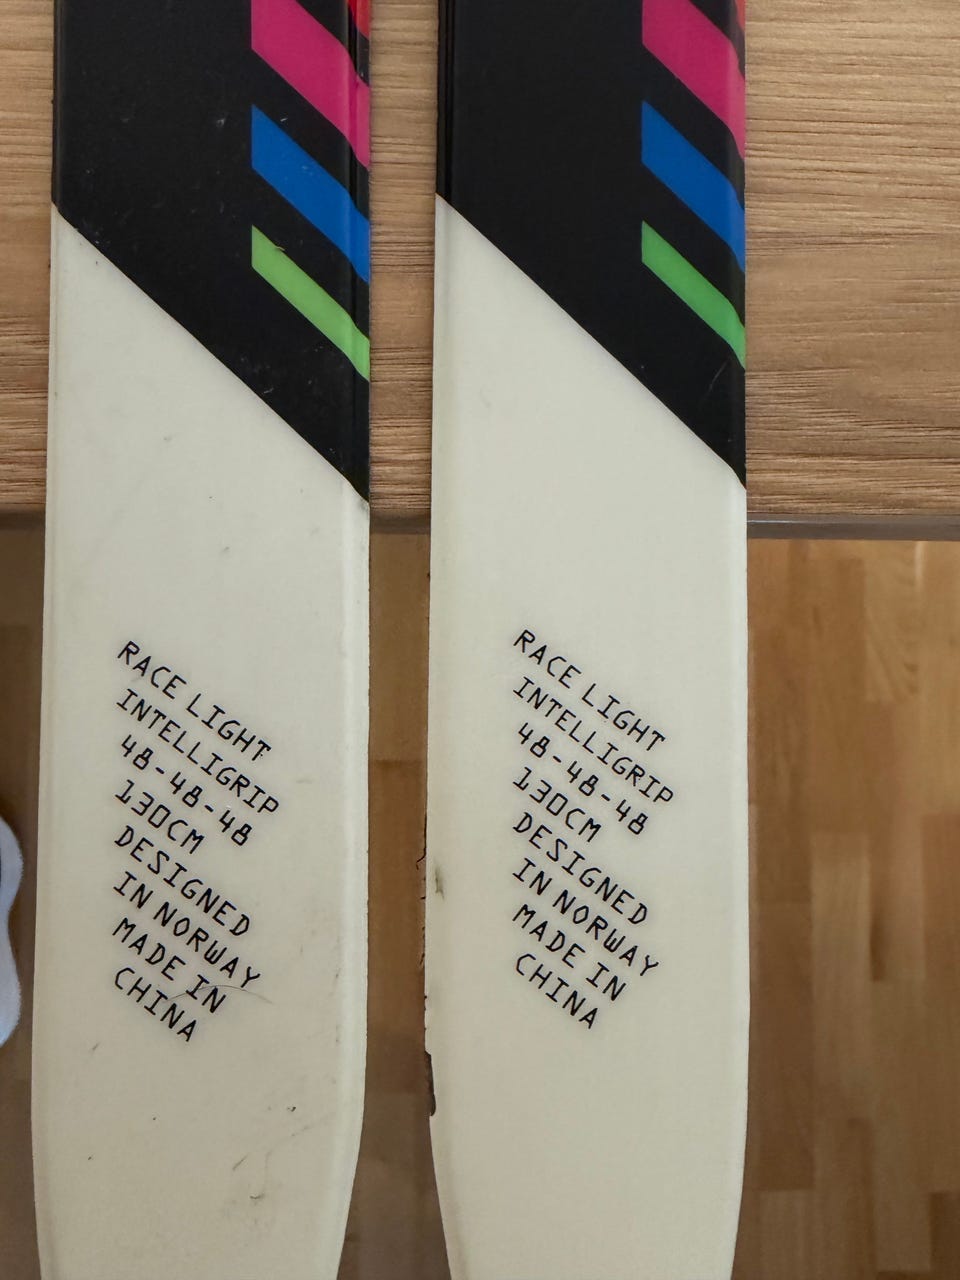 RACE LIGHT
INTELLIGRIP
48-48-48
130CM
DESIGNED
IN NORWAY
MADE IN
CHINA
RACE LIGHT
INTELLIGRIP
48-48-48
130CM
DESIGNED
IN NORWAY
MADE IN
CHINA